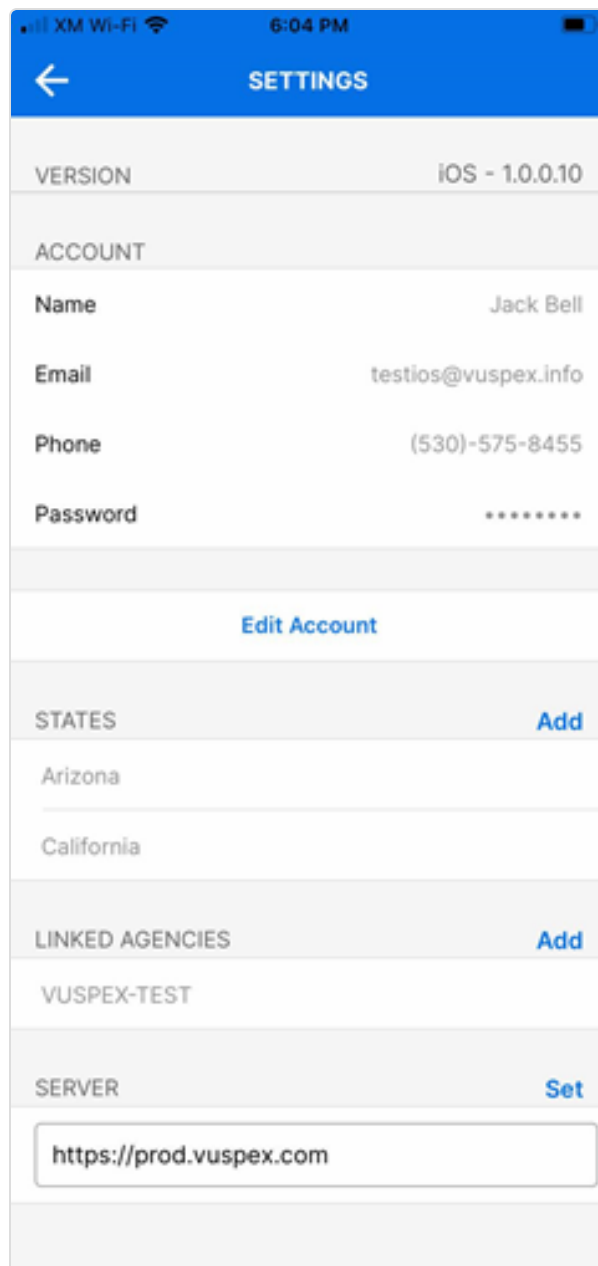 XM Wi-Fi 6:04 PM
SETTINGS
VERSION iOS - 1.0.0.10
ACCOUNT
Name Jack Bell
Email testios@vuspex.info
Phone (530)-575-8455
Password ••••••••
Edit Account
STATES Add
Arizona
California
LINKED AGENCIES Add
VUSPEX-TEST
SERVER Set
https://prod.vuspex.com